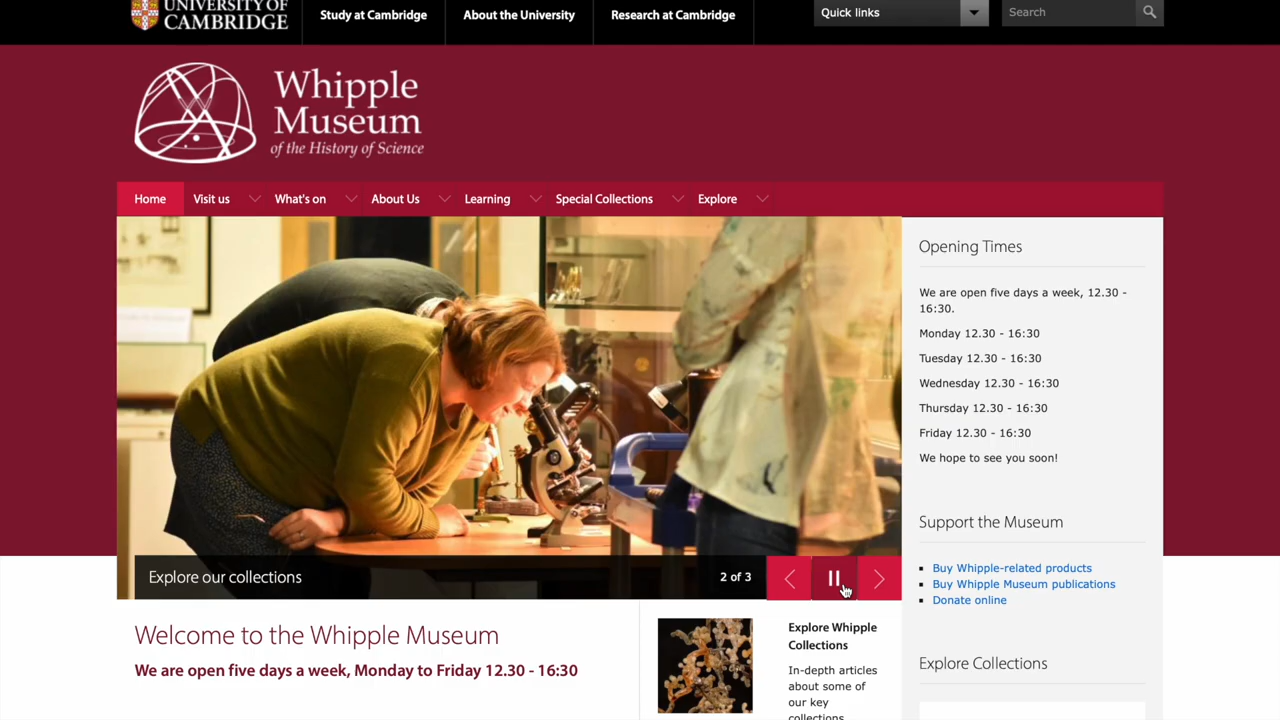 UNIVERSITY OF
CAMBRIDGE
Study at Cambridge
About the University
Research at Cambridge
Quick links
Search
Whipple
Museum
of the History of Science
Home
Visit us
What's on
About Us
Learning
Special Collections
Explore
Explore our collections
2 of 3
Welcome to the Whipple Museum
We are open five days a week, Monday to Friday 12.30 - 16:30
Explore Whipple
Collections
In-depth articles
about some of
our key
collections
Opening Times
We are open five days a week, 12.30 -
16:30.
Monday 12.30 - 16:30
Tuesday 12.30 - 16:30
Wednesday 12.30 - 16:30
Thursday 12.30 - 16:30
Friday 12.30 - 16:30
We hope to see you soon!
Support the Museum
Buy Whipple-related products
Buy Whipple Museum publications
Donate online
Explore Collections